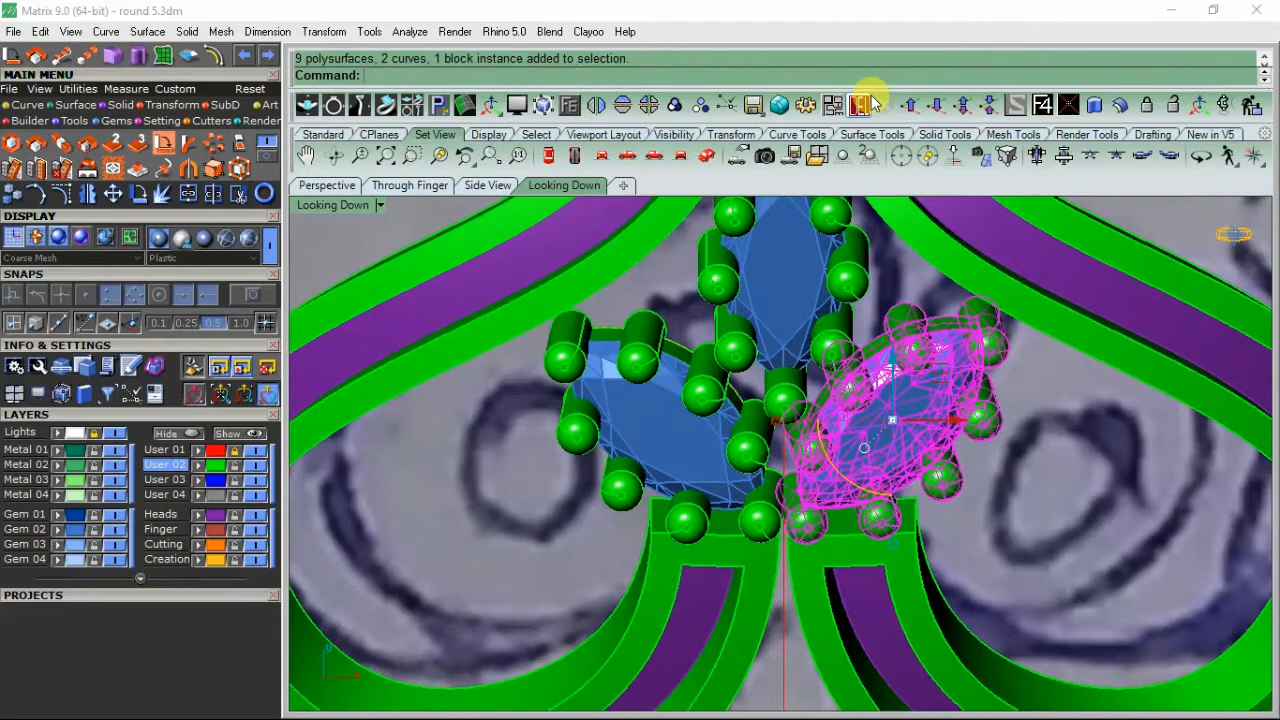 Matrix 9.0 (64-bit) - round 5.3dm
File Edit View Curve Surface Solid Mesh Dimension Transform Tools Analyze Render Rhino 5.0 Blend Clayoo Help
9 polysurfaces, 2 curves, 1 block instance added to selection.
Command:
MAIN MENU
File View Utilities Measure Custom Reset
Curve Surface Solid Transform SubD Art
Builder Tools Gems Setting Cutters Render
Standard CPlanes Set View Display Select Viewport Layout Visibility Transform Curve Tools Surface Tools Solid Tools Mesh Tools Render Tools Drafting New in V5
Perspective Through Finger Side View Looking Down
Looking Down
DISPLAY
Coarse Mesh Plastic
SNAPS
0.1 0.25 0.5 1.0
INFO & SETTINGS
LAYERS
Lights Hide Show
Metal 01 User 01
Metal 02 User 02
Metal 03 User 03
Metal 04 User 04
Gem 01 Heads
Gem 02 Finger
Gem 03 Cutting
Gem 04 Creation
PROJECTS